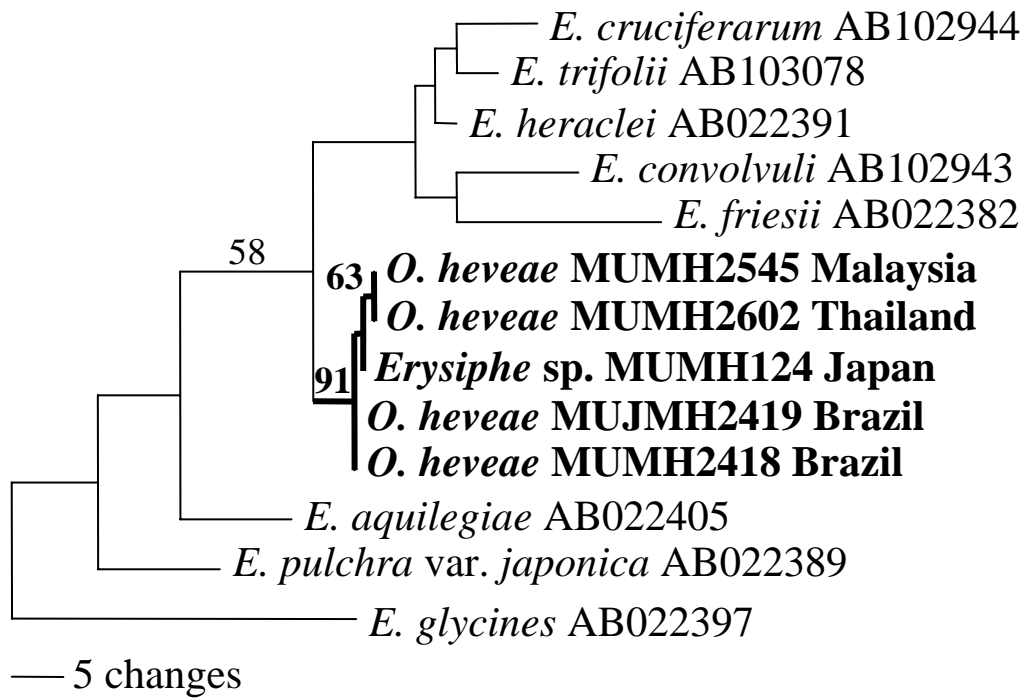 E. cruciferarum AB102944
E. trifolii AB103078
E. heraclei AB022391
E. convolvuli AB102943
E. friesii AB022382
58
63 O. heveae MUMH2545 Malaysia
O. heveae MUMH2602 Thailand
Erysiphe sp. MUMH124 Japan
91
O. heveae MUJMH2419 Brazil
O. heveae MUMH2418 Brazil
E. aquilegiae AB022405
E. pulchra var. japonica AB022389
E. glycines AB022397
5 changes